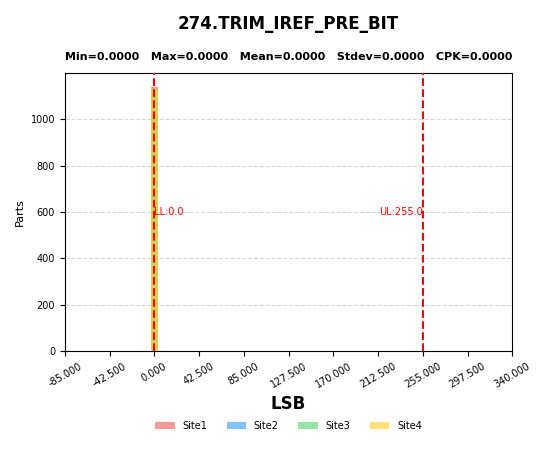 274.TRIM_IREF_PRE_BIT
Min=0.0000 Max=0.0000 Mean=0.0000 Stdev=0.0000 CPK=0.0000
1000
800
600
400
200
0
Parts
LL:0.0
UL:255.0
-85.000 -42.500 0.000 42.500 85.000 127.500 170.000 212.500 255.000 297.500 340.000
LSB
Site1 Site2 Site3 Site4